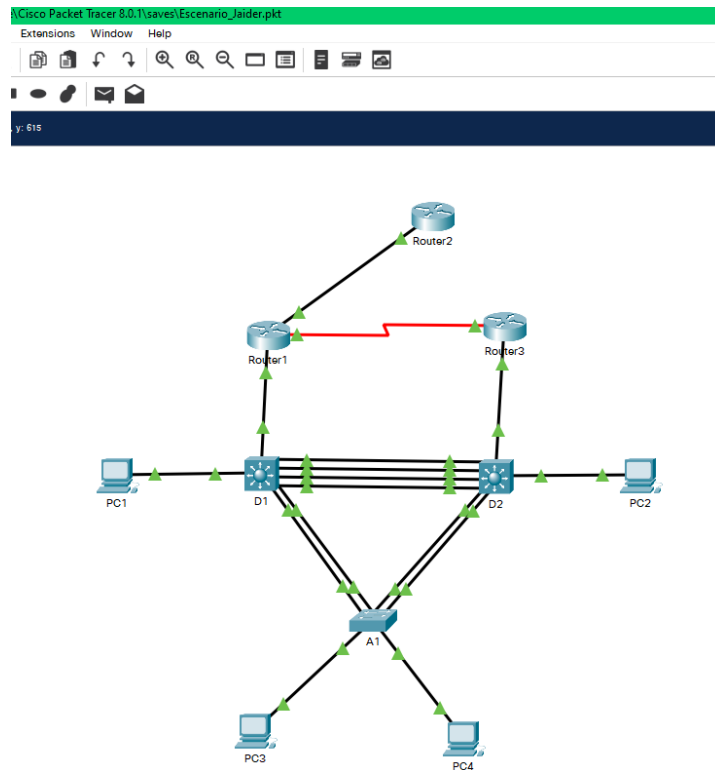 e\Cisco Packet Tracer 8.0.1\saves\Escenario_Jaider.pkt
Extensions Window Help
, y: 615
Router2
Router1
Router3
PC1
D1
D2
PC2
A1
PC3
PC4